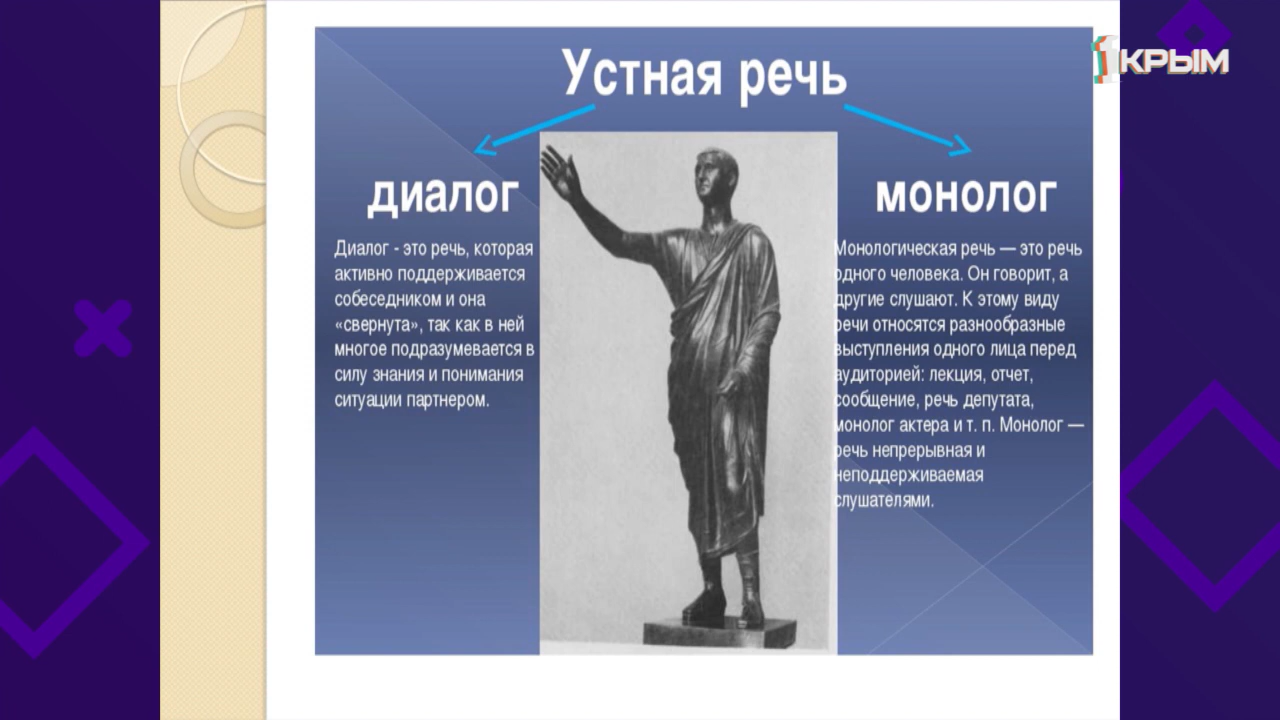 Устная речь
1КРЫМ
диалог
монолог
Диалог - это речь, которая
активно поддерживается
собеседником и она
«свернута», так как в ней
многое подразумевается в
силу знания и понимания
ситуации партнером.
Монологическая речь — это речь
одного человека. Он говорит, а
другие слушают. К этому виду
речи относятся разнообразные
выступления одного лица перед
аудиторией: лекция, отчет,
сообщение, речь депутата,
монолог актера и т. п. Монолог —
речь непрерывная и
неподдерживаемая
слушателями.